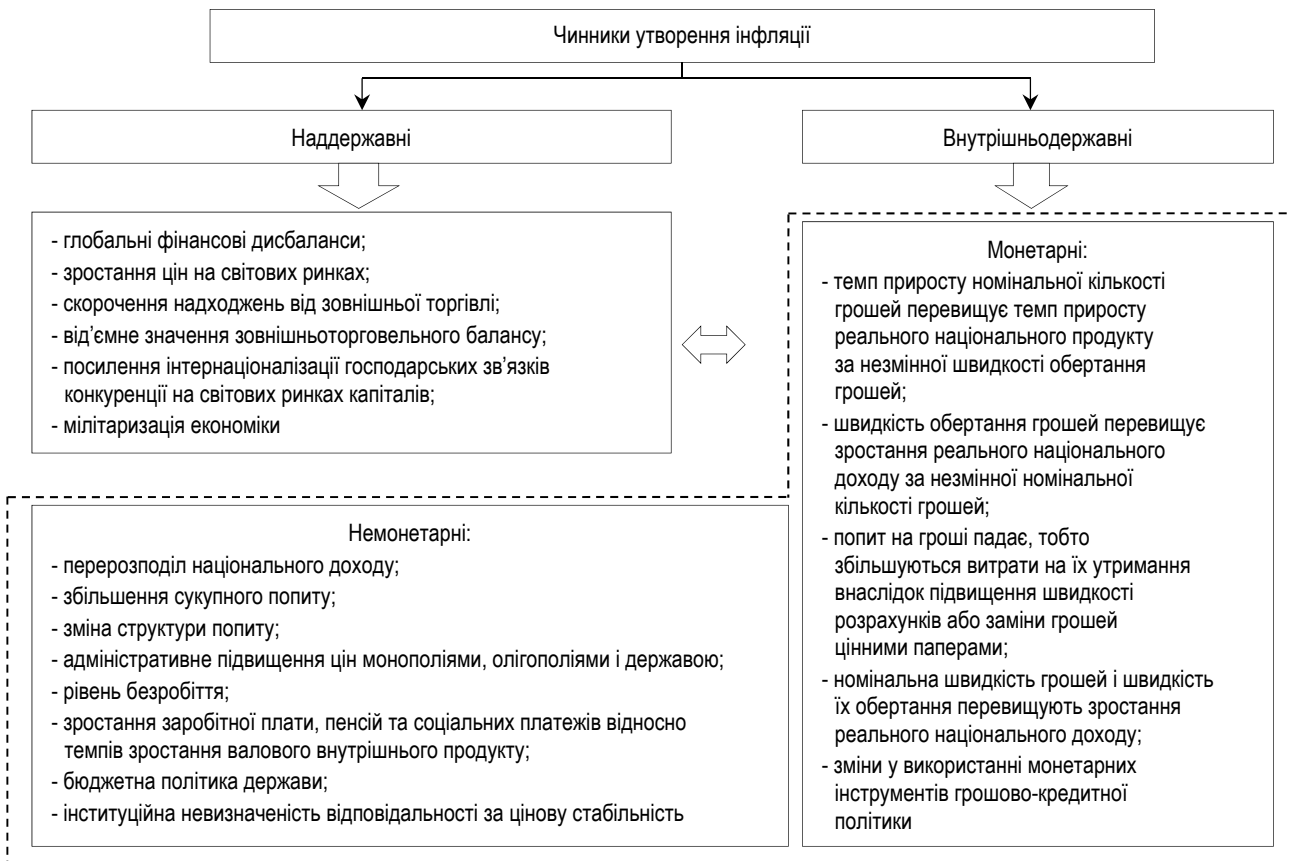 Чинники утворення інфляції
Наддержавні
Внутрішньодержавні
- глобальні фінансові дисбаланси;
- зростання цін на світових ринках;
- скорочення надходжень від зовнішньої торгівлі;
- від’ємне значення зовнішньоторговельного балансу;
- посилення інтернаціоналізації господарських зв’язків
конкуренції на світових ринках капіталів;
- мілітаризація економіки
Монетарні:
- темп приросту номінальної кількості
грошей перевищує темп приросту
реального національного продукту
за незмінної швидкості обертання
грошей;
- швидкість обертання грошей перевищує
зростання реального національного
доходу за незмінної номінальної
кількості грошей;
- попит на гроші падає, тобто
збільшуються витрати на їх утримання
внаслідок підвищення швидкості
розрахунків або заміни грошей
цінними паперами;
- номінальна швидкість грошей і швидкість
їх обертання перевищують зростання
реального національного доходу;
- зміни у використанні монетарних
інструментів грошово-кредитної
політики
Немонетарні:
- перерозподіл національного доходу;
- збільшення сукупного попиту;
- зміна структури попиту;
- адміністративне підвищення цін монополіями, олігополіями і державою;
- рівень безробіття;
- зростання заробітної плати, пенсій та соціальних платежів відносно
темпів зростання валового внутрішнього продукту;
- бюджетна політика держави;
- інституційна невизначеність відповідальності за цінову стабільність